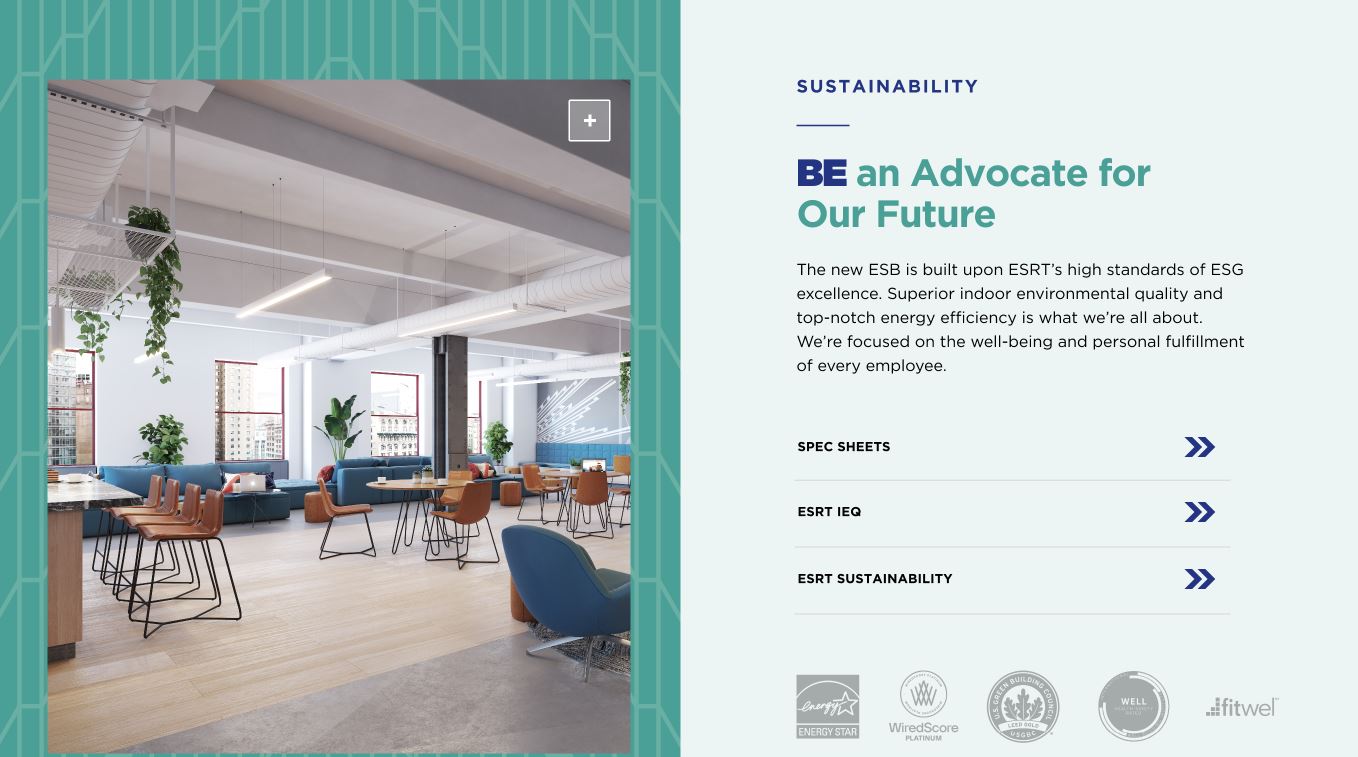 SUSTAINABILITY
BE an Advocate for
Our Future
The new ESB is built upon ESRT’s high standards of ESG
excellence. Superior indoor environmental quality and
top-notch energy efficiency is what we’re all about.
We’re focused on the well-being and personal fulfillment
of every employee.
SPEC SHEETS
ESRT IEQ
ESRT SUSTAINABILITY
energy
ENERGY STAR
WiredScore
PLATINUM
U.S. GREEN BUILDING COUNCIL
LEED GOLD
USGBC
WELL
HEALTH-SAFETY
RATED
fitwel